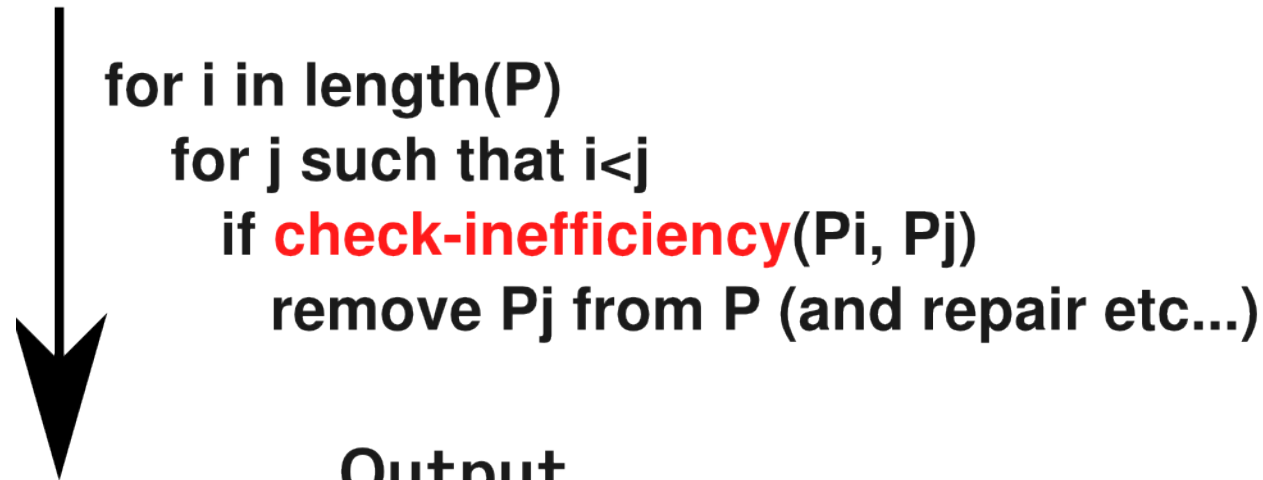 for i in length(P)
for j such that i<j
if check-inefficiency(Pi, Pj)
remove Pj from P (and repair etc...)
Output